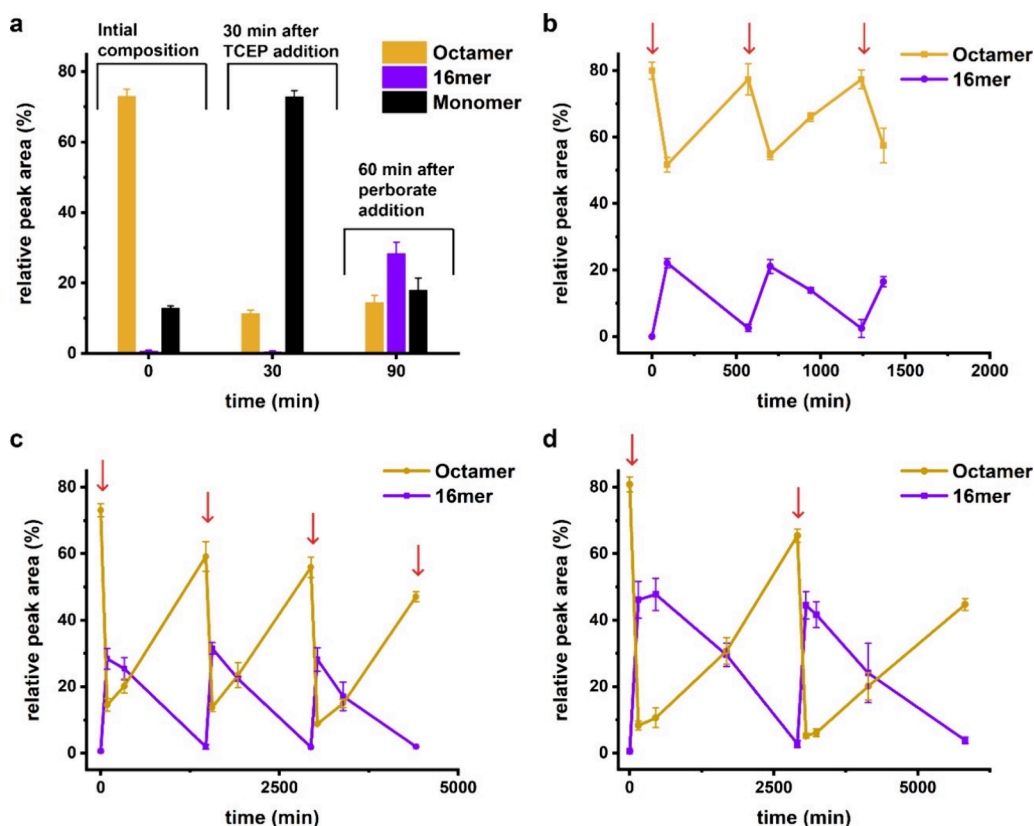 a
Intial composition
30 min after TCEP addition
Octamer
16mer
Monomer
60 min after perborate addition
relative peak area (%)
80
60
40
20
0
0 30 90
time (min)
b
Octamer
16mer
relative peak area (%)
80
60
40
20
0
0 500 1000 1500 2000
time (min)
c
Octamer
16mer
relative peak area (%)
80
60
40
20
0
0 2500 5000
time (min)
d
Octamer
16mer
relative peak area (%)
80
60
40
20
0
0 2500 5000
time (min)